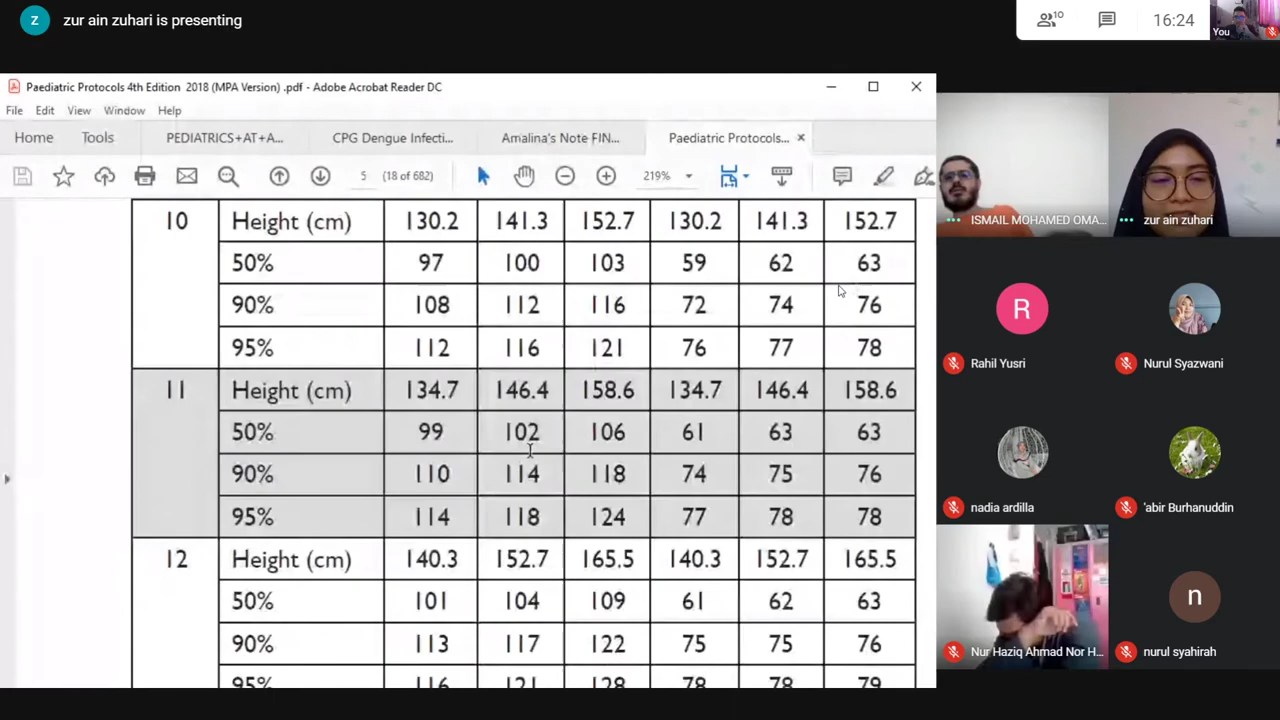 Z
zur ain zuhari is presenting
10
16:24
You
Paediatric Protocols 4th Edition 2018 (MPA Version) .pdf - Adobe Acrobat Reader DC
File Edit View Window Help
Home Tools PEDIATRICS+AT+A... CPG Dengue Infecti... Amalina's Note FIN... Paediatric Protocols...
5 (18 of 682) 219%
10 Height (cm) 130.2 141.3 152.7 130.2 141.3 152.7
50% 97 100 103 59 62 63
90% 108 112 116 72 74 76
95% 112 116 121 76 77 78
11 Height (cm) 134.7 146.4 158.6 134.7 146.4 158.6
50% 99 102 106 61 63 63
90% 110 114 118 74 75 76
95% 114 118 124 77 78 78
12 Height (cm) 140.3 152.7 165.5 140.3 152.7 165.5
50% 101 104 109 61 62 63
90% 113 117 122 75 75 76
95% 116 121 128 78 78 79
ISMAIL MOHAMED OMA...
zur ain zuhari
R
Rahil Yusri
Nurul Syazwani
nadia ardilla
'abir Burhanuddin
Nur Haziq Ahmad Nor H...
n
nurul syahirah